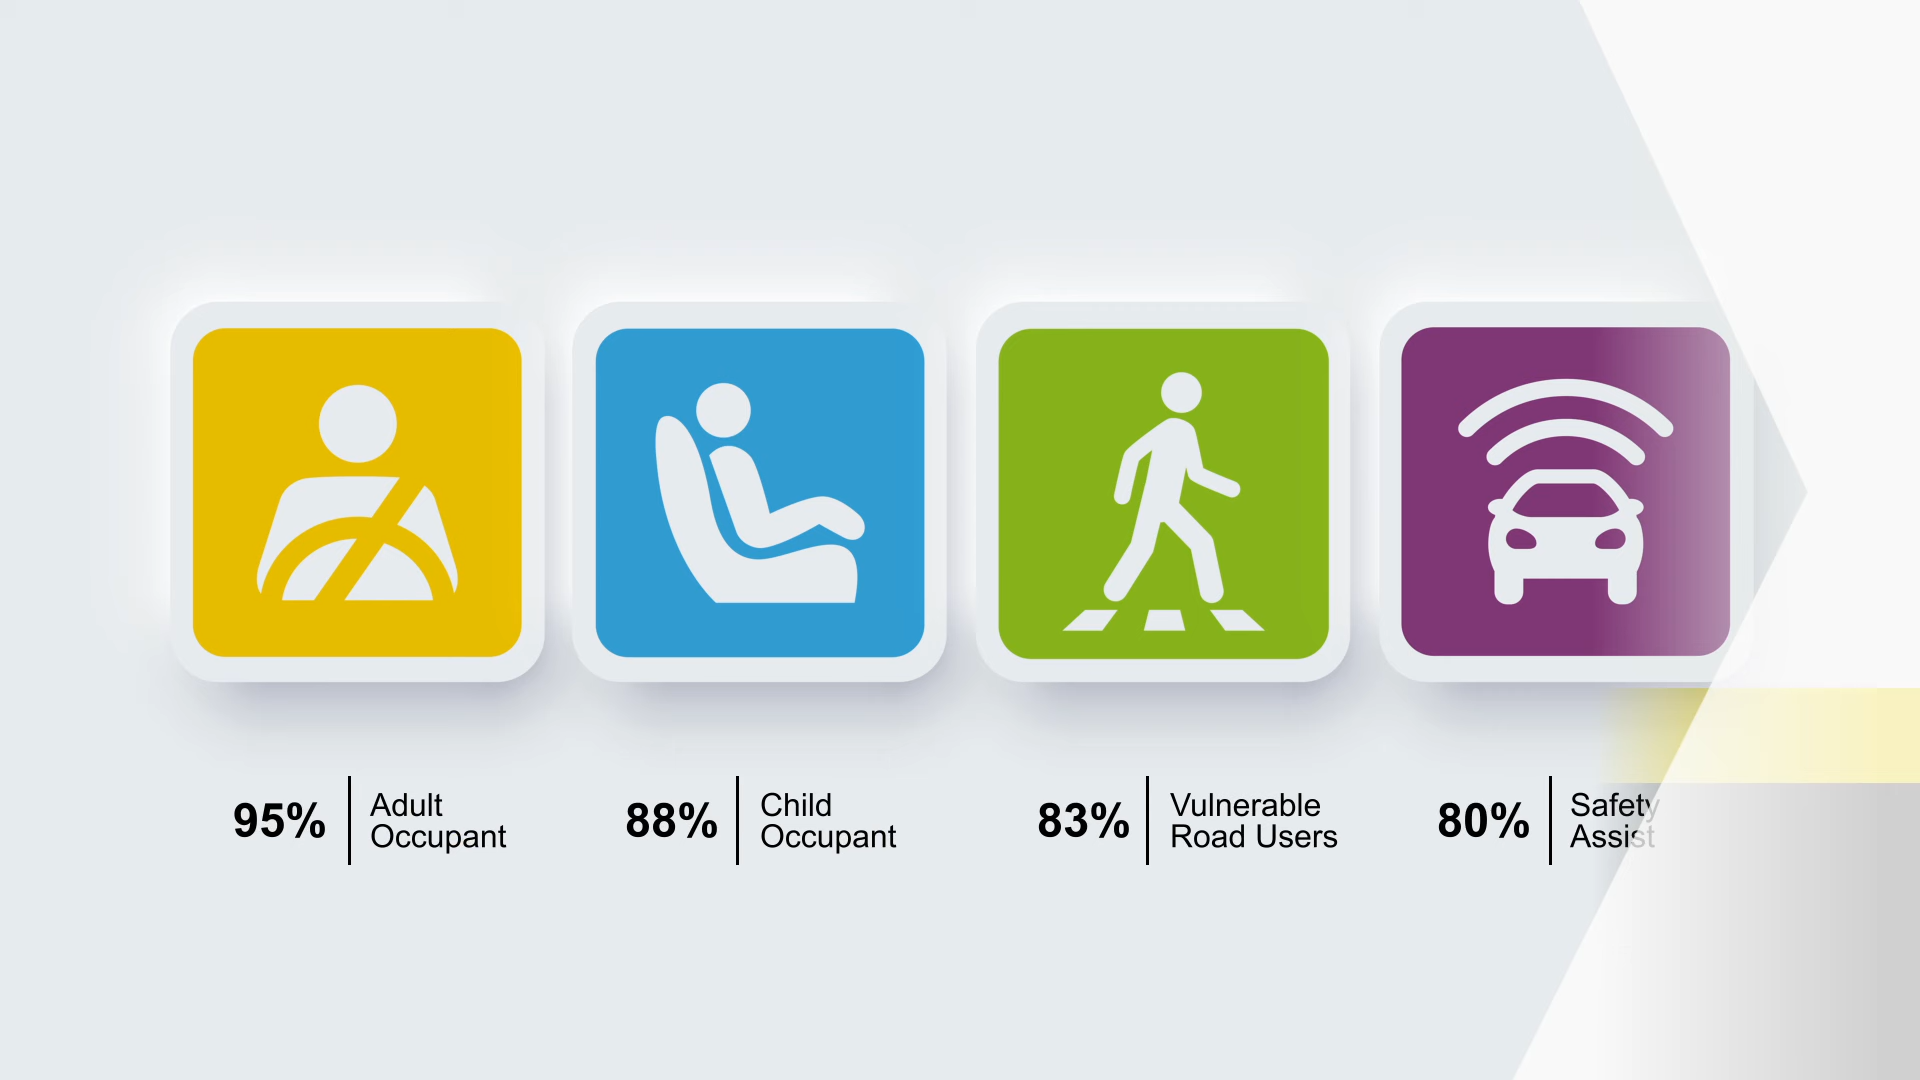 95%
Adult
Occupant
88%
Child
Occupant
83%
Vulnerable
Road Users
80%
Safety
Assist